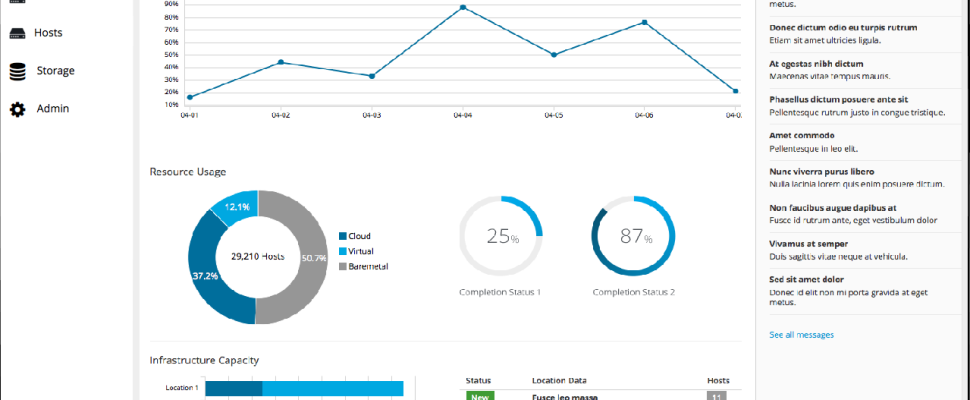 Hosts
Storage
Admin
90%
80%
70%
60%
50%
40%
30%
20%
10%
04-01
04-02
04-03
04-04
04-05
04-06
Resource Usage
12.1%
37.2%
50.7%
29,210 Hosts
Cloud
Virtual
Baremetal
25%
Completion Status 1
87%
Completion Status 2
Infrastructure Capacity
Location 1
Status Location Data Hosts
New Fusce leo massa 11
metus.
Donec dictum odio eu turpis rutrum
Etiam sit amet ultricies ligula.
At egestas nibh dictum
Maecenas vitae tempus mauris.
Phasellus dictum posuere ante sit
Pellentesque rutrum justo in congue tristique.
Amet commodo
Pellentesque in leo elit.
Nunc viverra purus libero
Nulla lacinia lorem quis enim posuere dictum.
Non faucibus augue dapibus at
Fusce id rutrum ante, eget vestibulum dolor
Vivamus at semper
Duis sagittis vitae neque at vehicula.
Sed sit amet dolor
Donec id elit non mi porta gravida at eget
metus.
See all messages